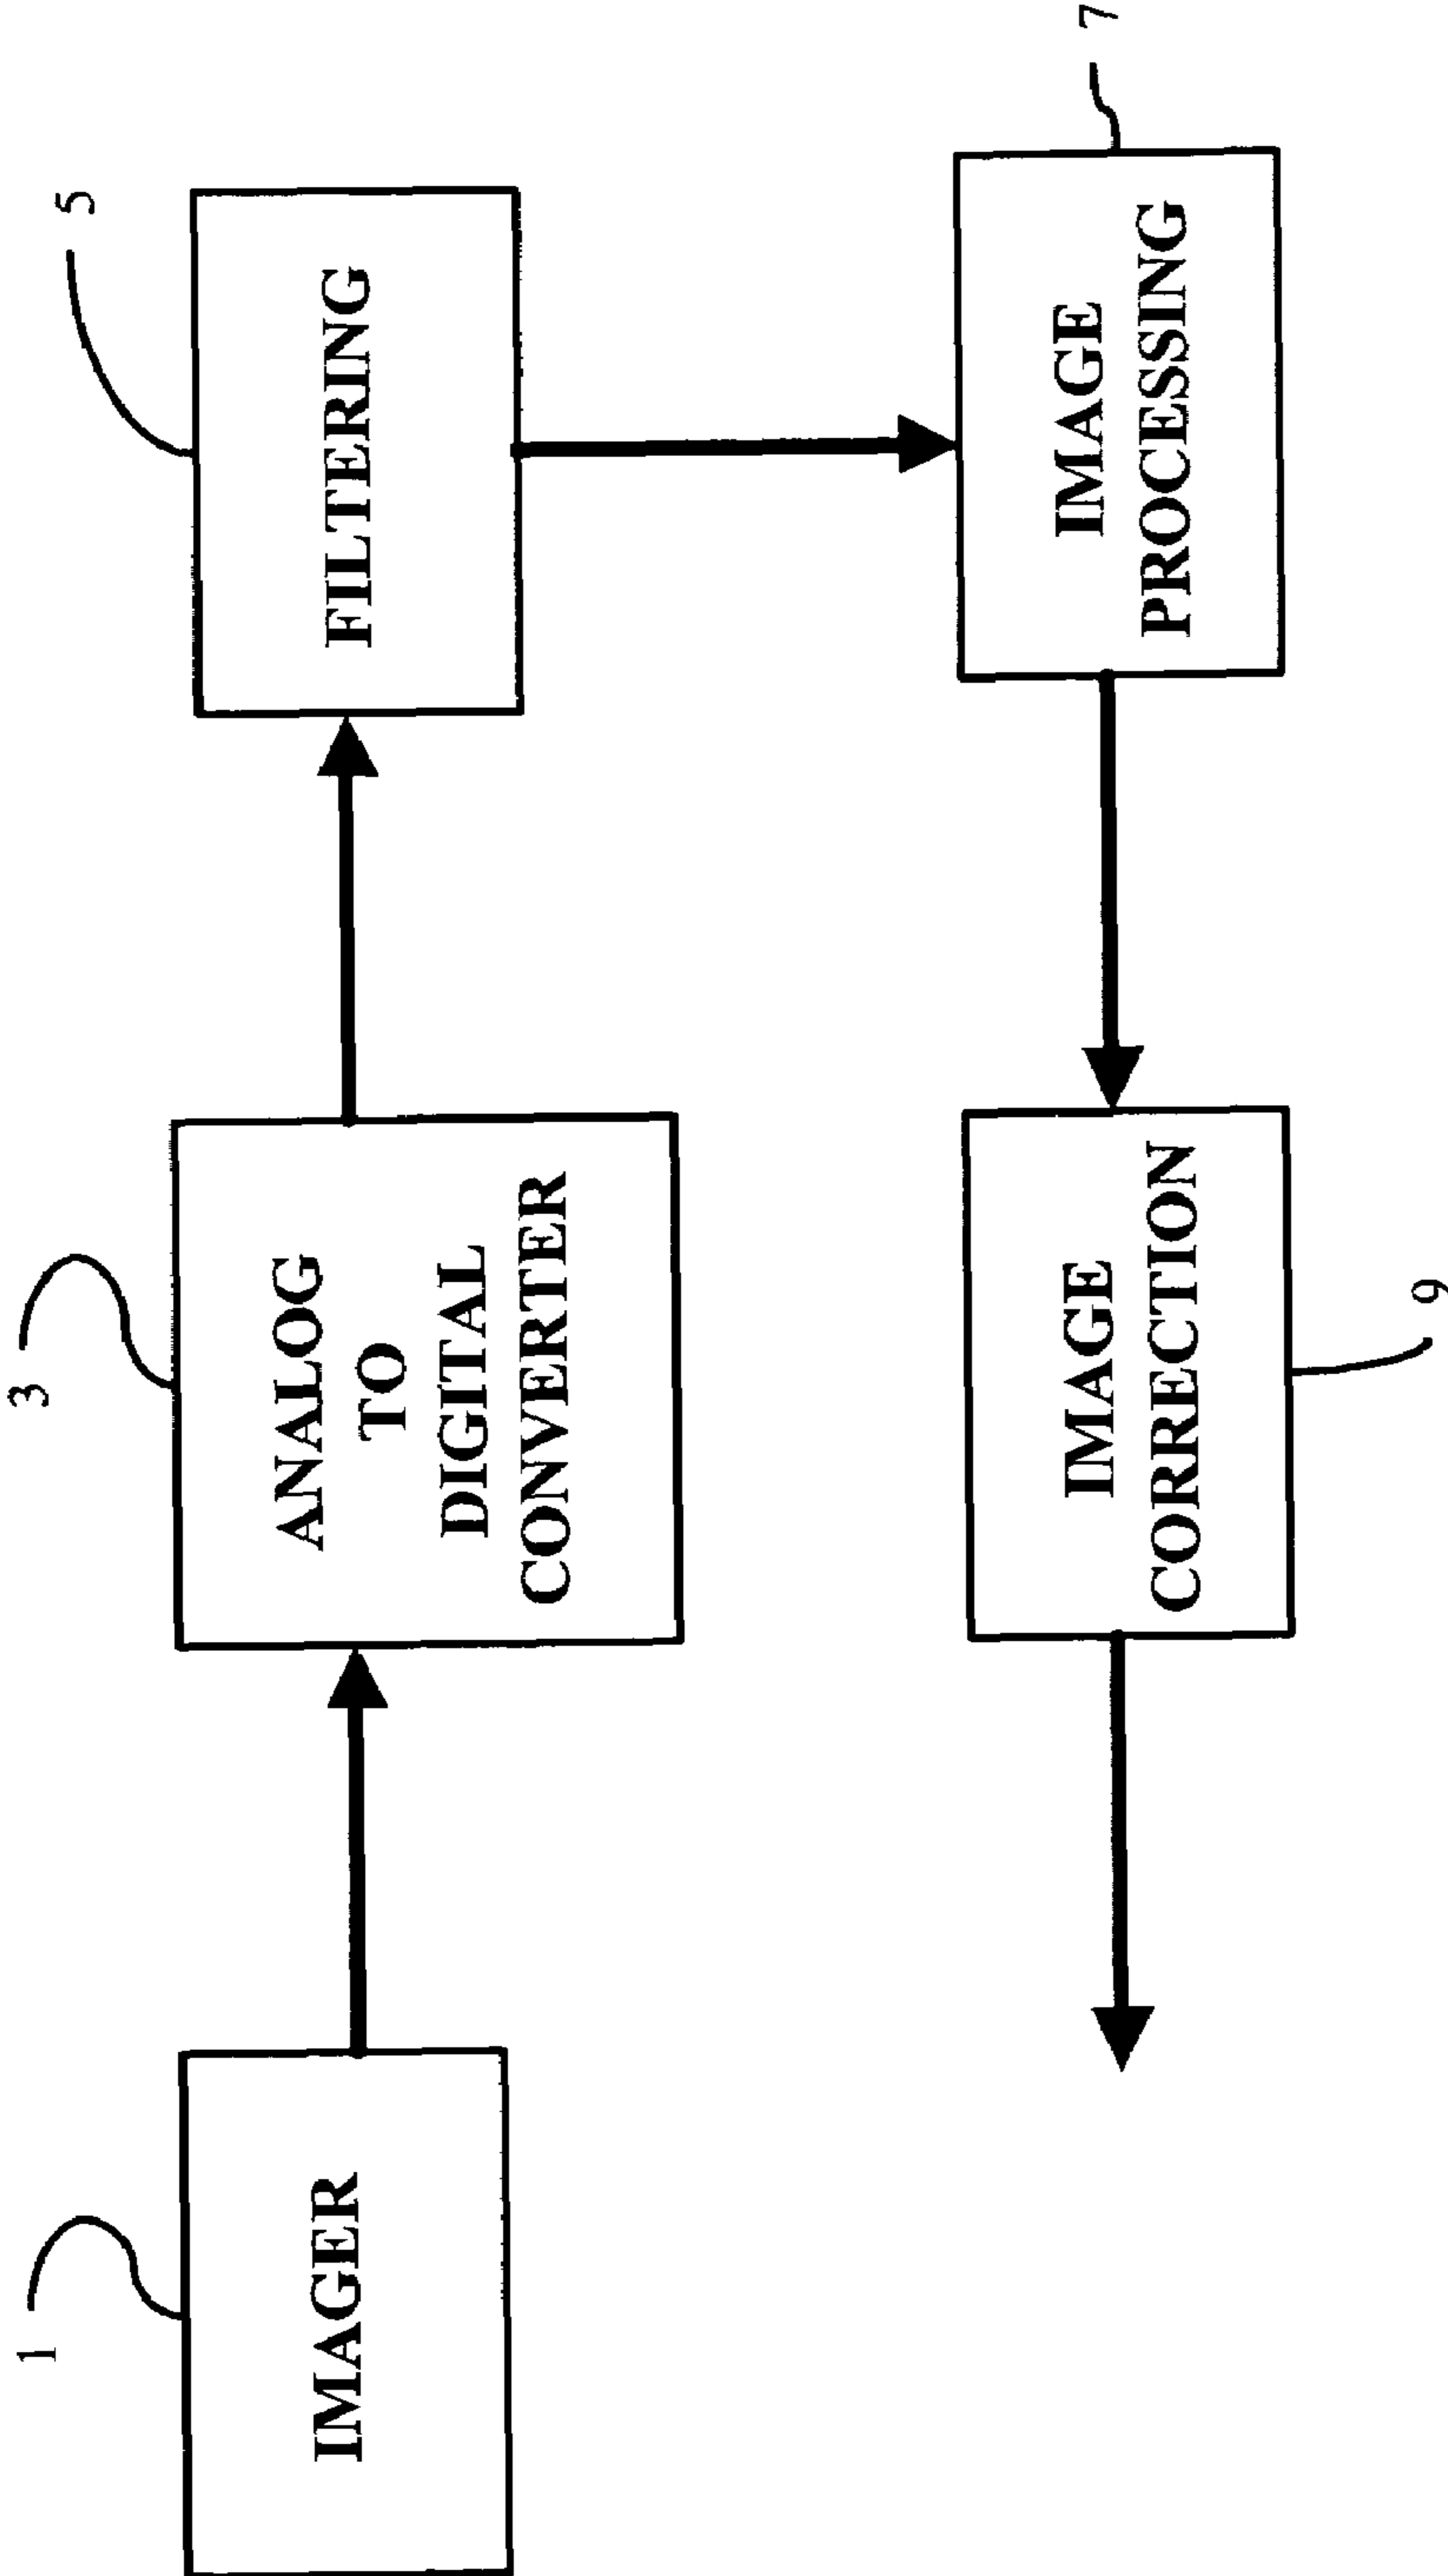 1
IMAGER
3
ANALOG
TO
DIGITAL
CONVERTER
5
FILTERING
7
IMAGE
PROCESSING
9
IMAGE
CORRECTION